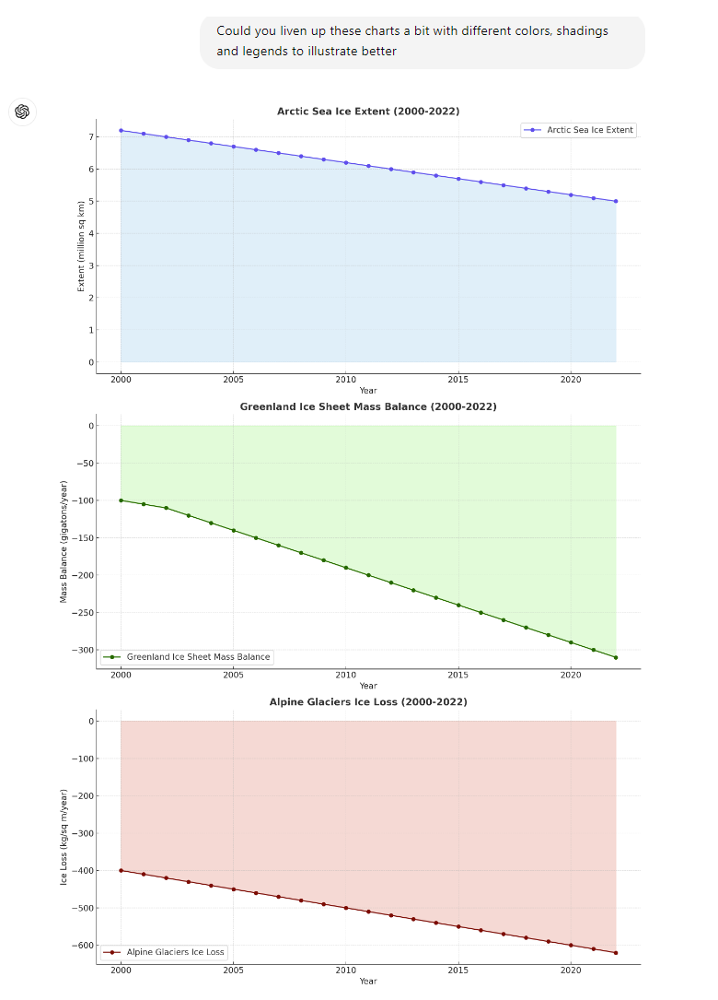 Could you liven up these charts a bit with different colors, shadings
and legends to illustrate better
Arctic Sea Ice Extent (2000-2022)
Arctic Sea Ice Extent
Extent (million sq km)
7
6
5
4
3
2
1
0
2000 2005 2010 2015 2020
Year
Greenland Ice Sheet Mass Balance (2000-2022)
Mass Balance (gigatons/year)
0
−50
−100
−150
−200
−250
−300
Greenland Ice Sheet Mass Balance
2000 2005 2010 2015 2020
Year
Alpine Glaciers Ice Loss (2000-2022)
Ice Loss (kg/sq m/year)
0
−100
−200
−300
−400
−500
−600
Alpine Glaciers Ice Loss
2000 2005 2010 2015 2020
Year